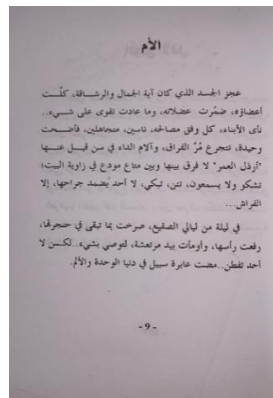 الأم
عجز الجسد الذي كان آية الجمال والرشاقة، كلّت
أعضاؤه، ضمُرت عضلاته، وما عادت تقوى على شيء..
نأى الأبناء، كل وفق مصالحه، ناسين، متجاهلين، فأضحت
وحيدة، تتجرع مُرَّ الفراق، وآلام الداء في من قيل عنها
"أرذل العمر" لا فرق بينها وبين متاع مودع في زاوية البيت؛
تشكو ولا يسمعون، تئن، تبكي، لا أحد يُضمد جراحها، إلا
الفراش...
في ليلة من ليالي الصقيع، صرخت بما تبقى في حنجرتها،
رفعت رأسها، وأومأت بيد مرتعشة، لتوصي بشيء..لكن لا
أحد تفطن..مضت عابرة سبيل في دنيا الوحدة والألم.
-9-